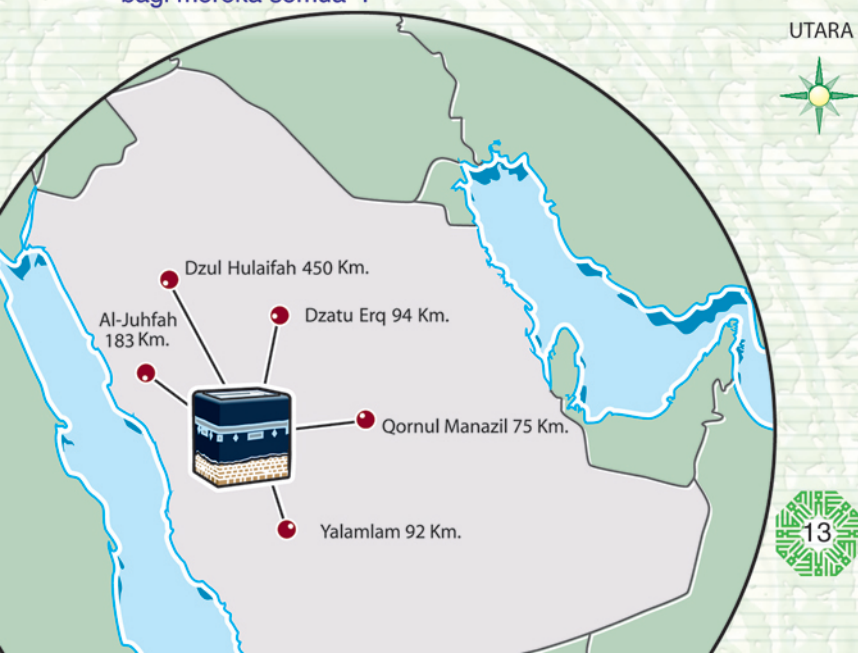 UTARA
Dzul Hulaifah 450 Km.
Dzatu Erq 94 Km.
Al-Juhfah
183 Km.
Qornul Manazil 75 Km.
Yalamlam 92 Km.
13